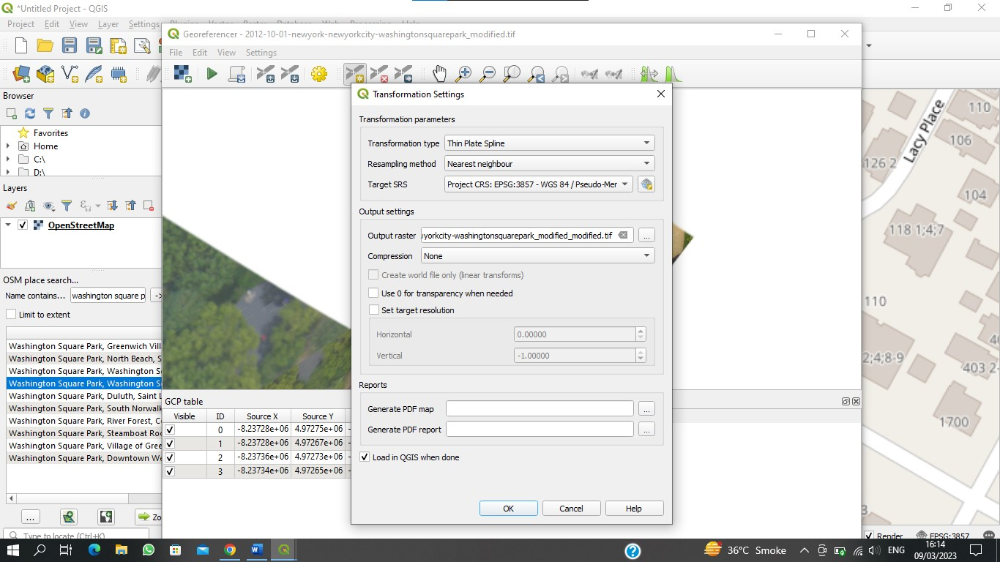 *Untitled Project — QGIS
Project Edit View Layer Settings Plugins Vector Raster Database Web Processing Help
Georeferencer - 2012-10-01-newyork-newyorkcity-washingtonsquarepark_modified.tif
File Edit View Settings
Browser
Favorites
Home
C:\
D:\
Layers
OpenStreetMap
OSM place search...
Name contains...
washington square p
->
Limit to extent
Washington Square Park, Greenwich Vill
Washington Square Park, North Beach, S
Washington Square Park, Washington S
Washington Square Park, Washington S
Washington Square Park, Duluth, Saint L
Washington Square Park, South Norwalk
Washington Square Park, River Forest, C
Washington Square Park, Steamboat Ro
Washington Square Park, Village of Gree
Washington Square Park, Downtown We
...
Zo
Type to locate (Ctrl+K)
Transformation Settings
Transformation parameters
Transformation type
Thin Plate Spline
Resampling method
Nearest neighbour
Target SRS
Project CRS: EPSG:3857 - WGS 84 / Pseudo-Mer
Output settings
Output raster
yorkcity-washingtonsquarepark_modified_modified.tif
...
Compression
None
Create world file only (linear transforms)
Use 0 for transparency when needed
Set target resolution
Horizontal
0.00000
Vertical
-1.00000
Reports
Generate PDF map
...
Generate PDF report
...
Load in QGIS when done
OK
Cancel
Help
GCP table
Visible ID Source X Source Y
0 -8.23728e+06 4.97275e+06
1 -8.23728e+06 4.97267e+06
2 -8.23736e+06 4.97273e+06
3 -8.23734e+06 4.97265e+06
Lacy Place
110
106
126 2
104
118 1;4;7
110
2;4;8-9
403 2-
1700
Render
EPSG:3857
36°C Smoke
ENG
16:14
09/03/2023